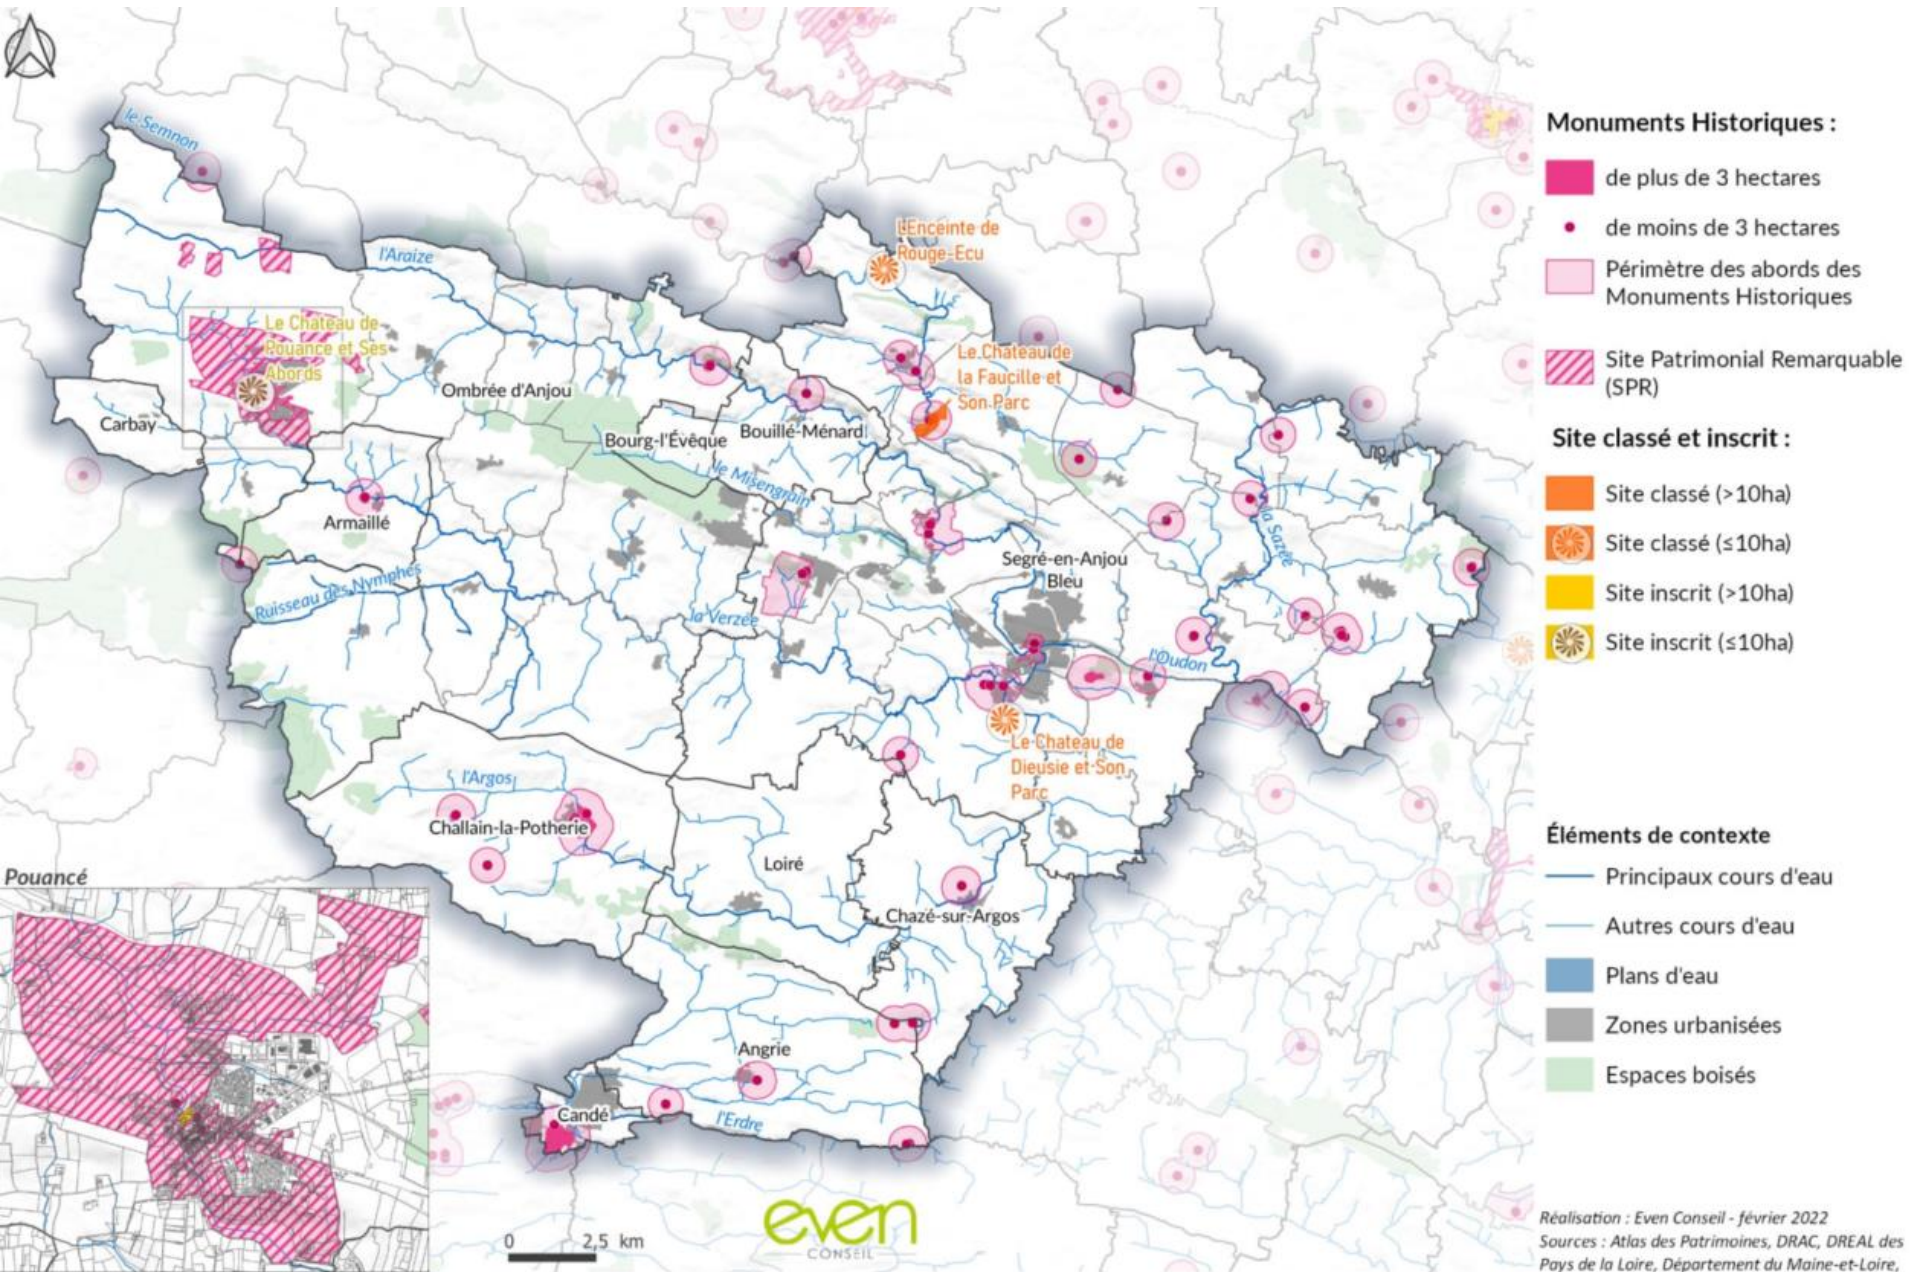 le Semnon
l'Araize
L'Enceinte de
Rouge-Ecu
Le Chateau de
Pouance et Ses
Abords
Le Chateau de
la Faucille et
Son Parc
Ombrée d'Anjou
Carbay
Bourg-l'Évêque
Bouillé-Ménard
le Misengrain
Armaillé
la Sazée
Segré-en-Anjou
Bleu
Ruisseau des Nymphes
la Verzée
l'Oudon
Le Chateau de
Dieusie et Son
Parc
l'Argos
Challain-la-Potherie
Loiré
Chazé-sur-Argos
Pouancé
Angrie
Candé
l'Erdre
0 2,5 km
even
CONSEIL
Monuments Historiques :
de plus de 3 hectares
de moins de 3 hectares
Périmètre des abords des
Monuments Historiques
Site Patrimonial Remarquable
(SPR)
Site classé et inscrit :
Site classé (>10ha)
Site classé (≤10ha)
Site inscrit (>10ha)
Site inscrit (≤10ha)
Éléments de contexte
Principaux cours d'eau
Autres cours d'eau
Plans d'eau
Zones urbanisées
Espaces boisés
Réalisation : Even Conseil - février 2022
Sources : Atlas des Patrimoines, DRAC, DREAL des
Pays de la Loire, Département du Maine-et-Loire,